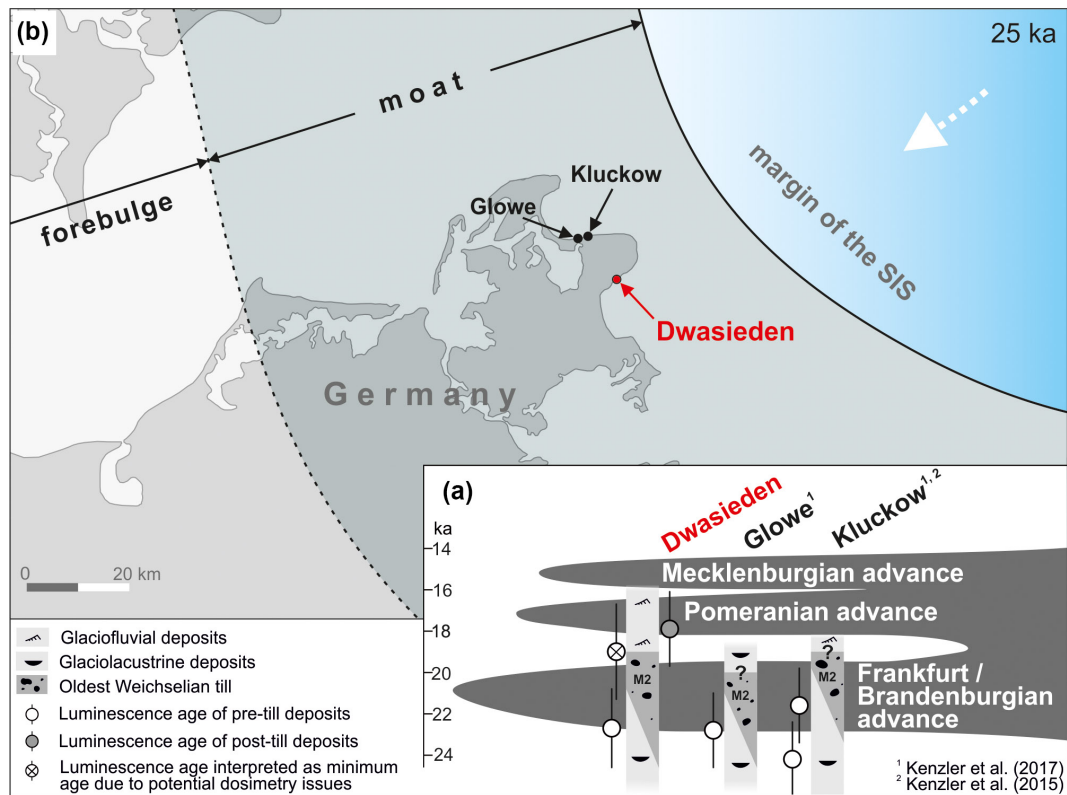 (b)
25 ka
moat
forebulge
Kluckow
Glowe
margin of the SIS
Dwasieden
Germany
0 20 km
Glaciofluvial deposits
Glaciolacustrine deposits
Oldest Weichselian till
Luminescence age of pre-till deposits
Luminescence age of post-till deposits
Luminescence age interpreted as minimum
age due to potential dosimetry issues
(a)
ka
14
16
18
20
22
24
Dwasieden
Glowe¹
Kluckow¹,²
Mecklenburgian advance
Pomeranian advance
Frankfurt /
Brandenburgian
advance
M2
?
M2
?
M2
¹ Kenzler et al. (2017)
² Kenzler et al. (2015)